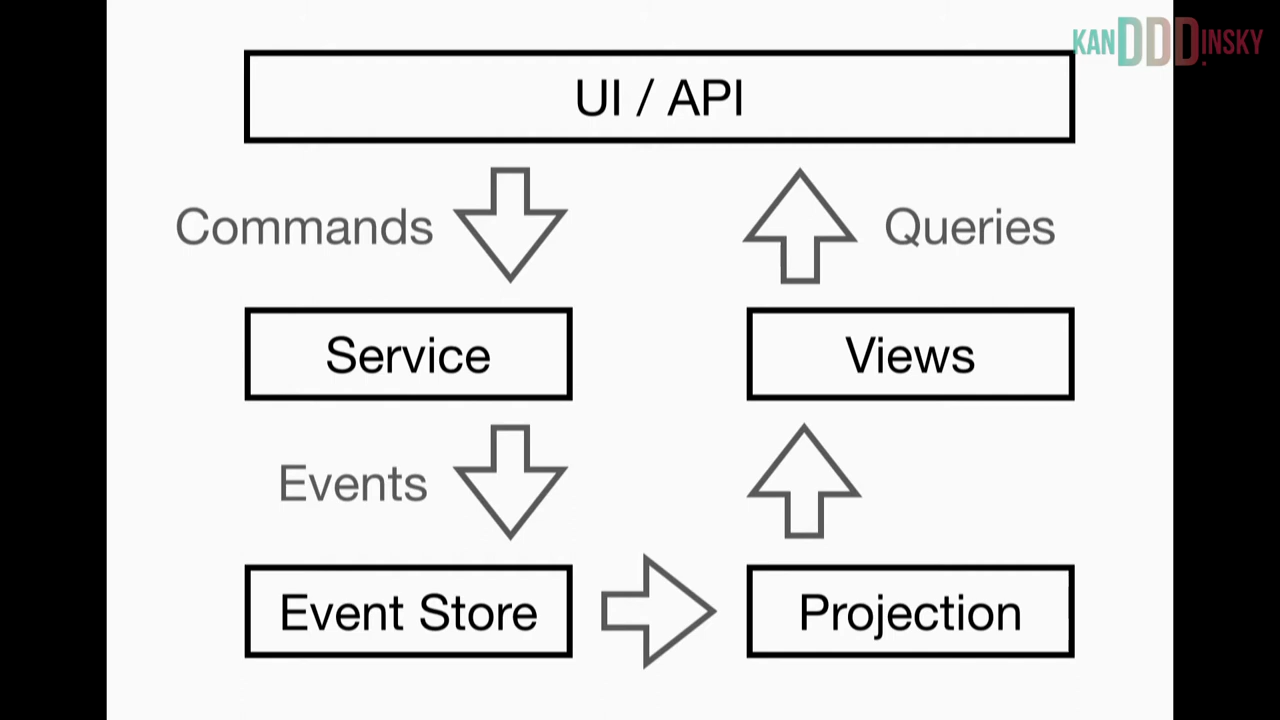 KANDDDINSKY
UI / API
Commands
Queries
Service
Views
Events
Event Store
Projection